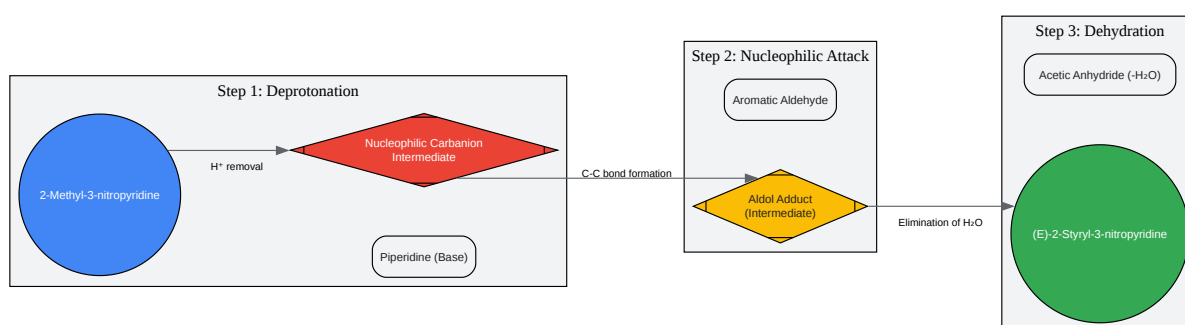 Step 1: Deprotonation
2-Methyl-3-nitropyridine
H⁺ removal
Nucleophilic Carbanion
Intermediate
Piperidine (Base)
C-C bond formation
Step 2: Nucleophilic Attack
Aromatic Aldehyde
Aldol Adduct
(Intermediate)
Elimination of H₂O
Step 3: Dehydration
Acetic Anhydride (-H₂O)
(E)-2-Styryl-3-nitropyridine